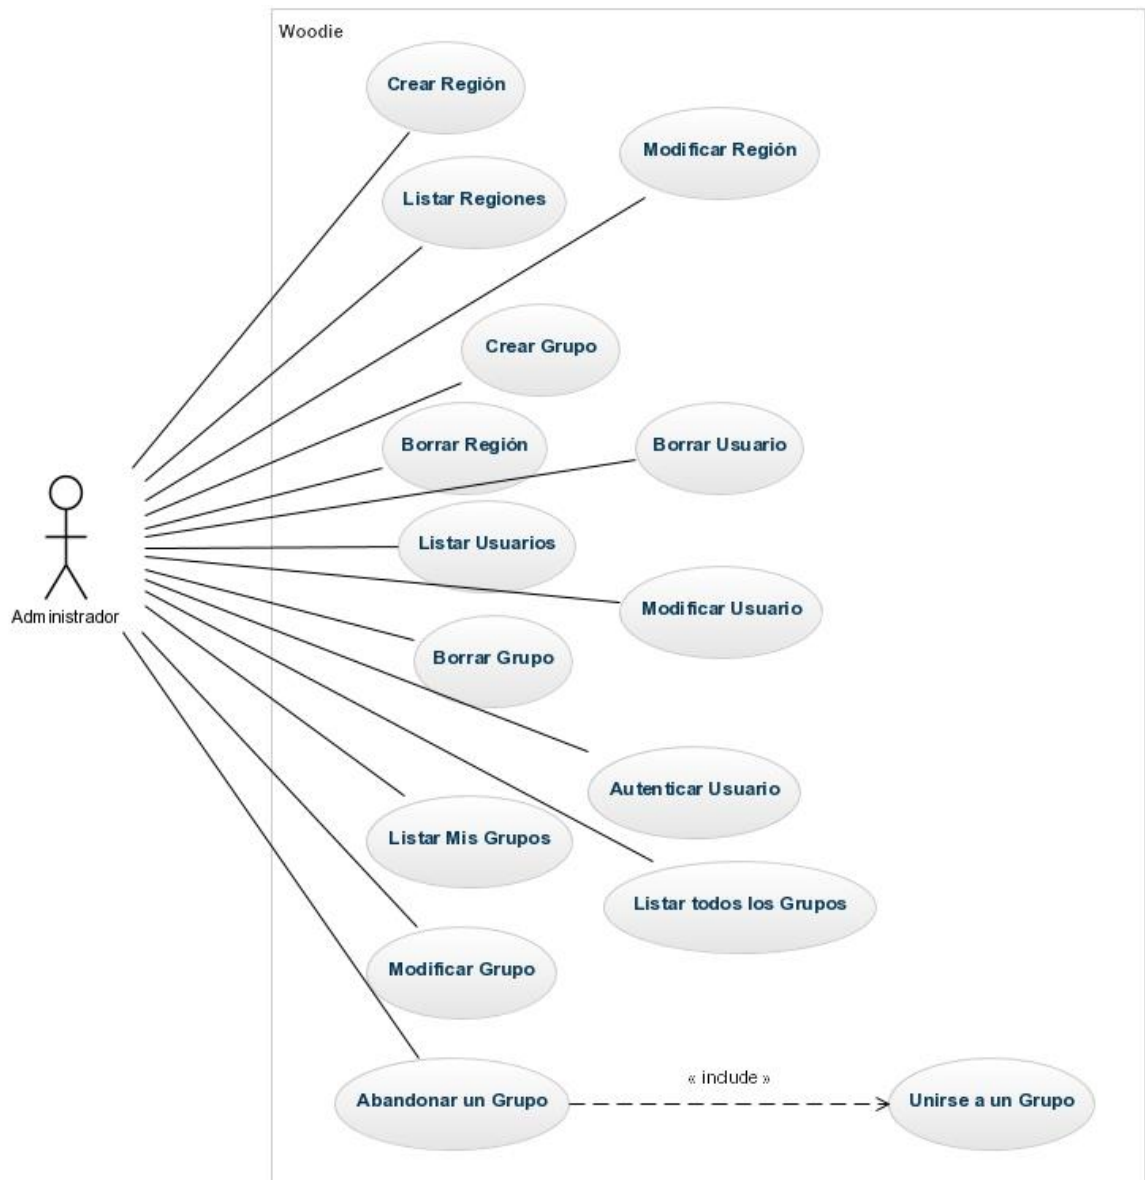 Woodie
Crear Región
Modificar Región
Listar Regiones
Crear Grupo
Borrar Región
Borrar Usuario
Listar Usuarios
Modificar Usuario
Administrador
Borrar Grupo
Autenticar Usuario
Listar Mis Grupos
Listar todos los Grupos
Modificar Grupo
« include »
Abandonar un Grupo
Unirse a un Grupo